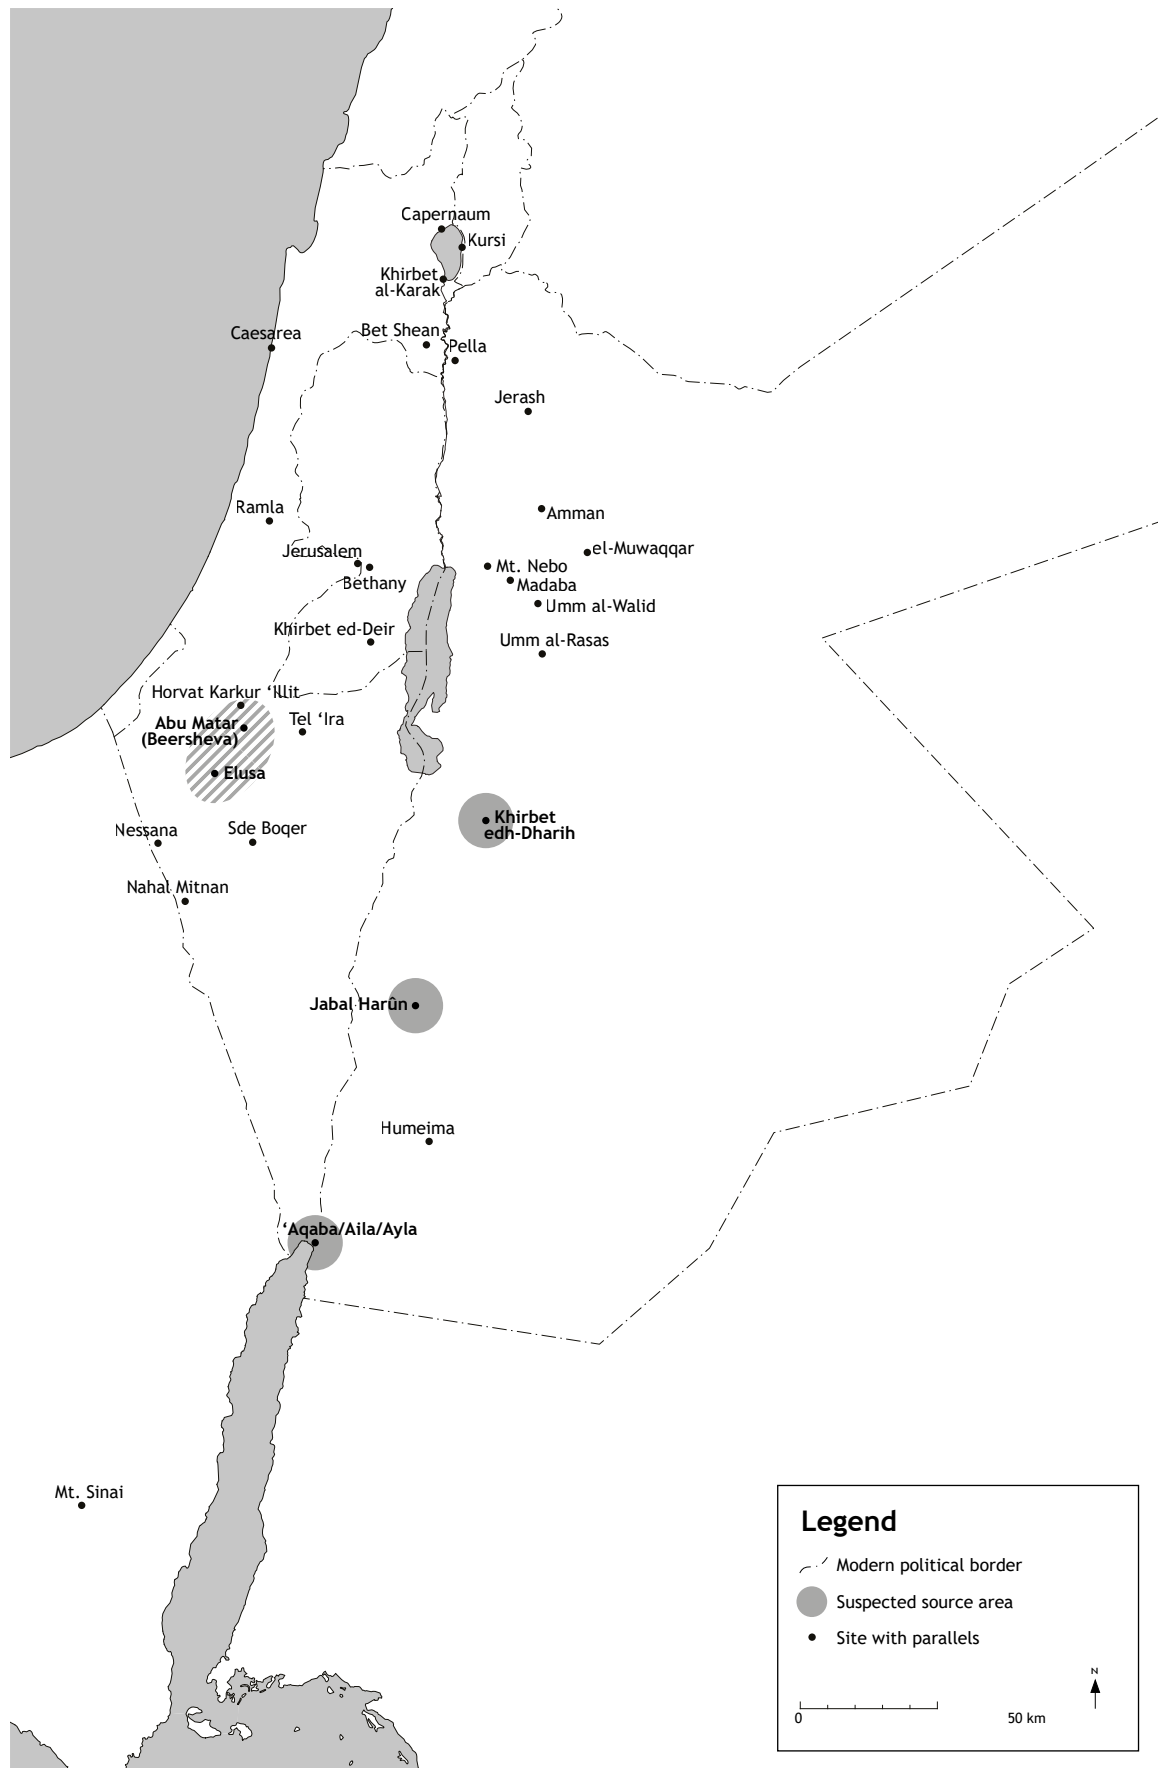 Capernaum
Kursi
Khirbet
al-Karak
Caesarea
Bet Shean
Pella
Jerash
Ramla
Amman
Jerusalem
el-Muwaqqar
Bethany
Mt. Nebo
Madaba
Umm al-Walid
Khirbet ed-Deir
Umm al-Rasas
Horvat Karkur ‘Illit
Abu Matar
(Beersheva)
Tel ‘Ira
Elusa
Khirbet
edh-Dharih
Nessana
Sde Boqer
Nahal Mitnan
Jabal Harûn
Humeima
‘Aqaba/Aila/Ayla
Mt. Sinai
Legend
Modern political border
Suspected source area
Site with parallels
N
0 50 km